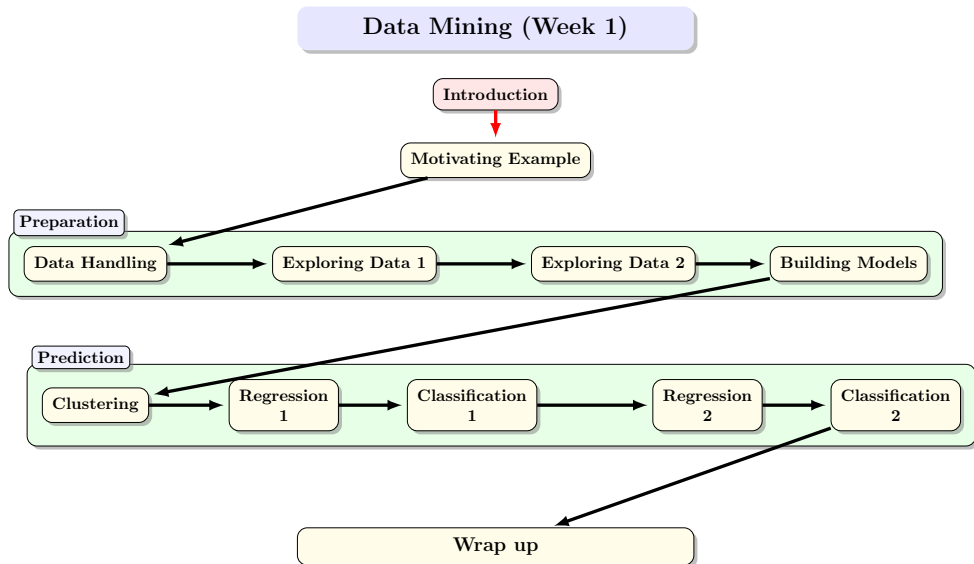 Data Mining (Week 1)
Introduction
Motivating Example
Preparation
Data Handling
Exploring Data 1
Exploring Data 2
Building Models
Prediction
Clustering
Regression
1
Classification
1
Regression
2
Classification
2
Wrap up